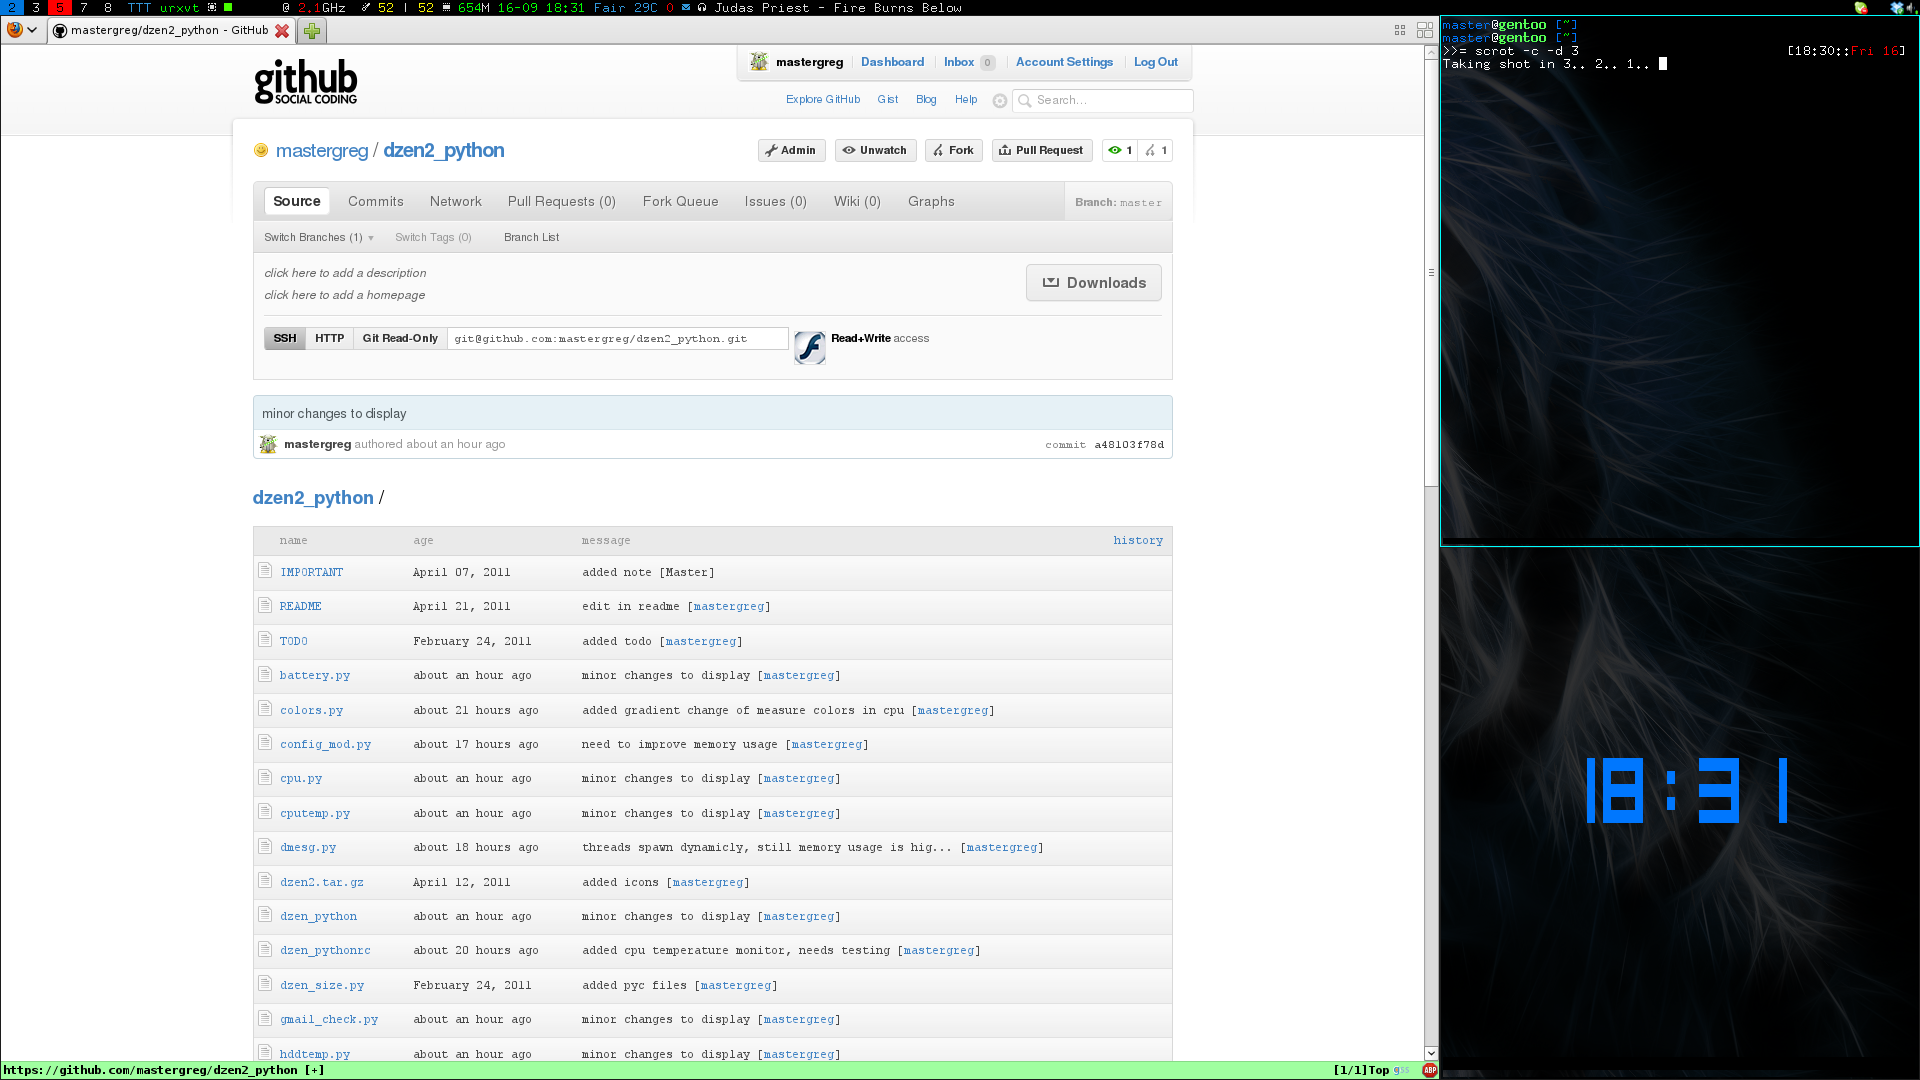 2 3 5 7 8 TTT urxvt @ 2.1GHz 52 | 52 654M 16-09 18:31 Fair 29C 0 Judas Priest - Fire Burns Below
mastergreg/dzen2_python - GitHub
github
SOCIAL CODING
mastergreg Dashboard Inbox 0 Account Settings Log Out
Explore GitHub Gist Blog Help Search...
mastergreg / dzen2_python
Admin Unwatch Fork Pull Request 1 1
Source Commits Network Pull Requests (0) Fork Queue Issues (0) Wiki (0) Graphs Branch: master
Switch Branches (1) Switch Tags (0) Branch List
click here to add a description
click here to add a homepage
Downloads
SSH HTTP Git Read-Only git@github.com:mastergreg/dzen2_python.git Read+Write access
minor changes to display
mastergreg authored about an hour ago commit a48103f78d
dzen2_python /
name age message history
IMPORTANT April 07, 2011 added note [Master]
README April 21, 2011 edit in readme [mastergreg]
TODO February 24, 2011 added todo [mastergreg]
battery.py about an hour ago minor changes to display [mastergreg]
colors.py about 21 hours ago added gradient change of measure colors in cpu [mastergreg]
config_mod.py about 17 hours ago need to improve memory usage [mastergreg]
cpu.py about an hour ago minor changes to display [mastergreg]
cputemp.py about an hour ago minor changes to display [mastergreg]
dmesg.py about 18 hours ago threads spawn dynamicly, still memory usage is hig... [mastergreg]
dzen2.tar.gz April 12, 2011 added icons [mastergreg]
dzen_python about an hour ago minor changes to display [mastergreg]
dzen_pythonrc about 20 hours ago added cpu temperature monitor, needs testing [mastergreg]
dzen_size.py February 24, 2011 added pyc files [mastergreg]
gmail_check.py about an hour ago minor changes to display [mastergreg]
hddtemp.py about an hour ago minor changes to display [mastergreg]
https://github.com/mastergreg/dzen2_python [+] [1/1]Top ABP
master@gentoo [~]
master@gentoo [~]
>>= scrot -c -d 3 [18:30::Fri 16]
Taking shot in 3.. 2.. 1..
18:31